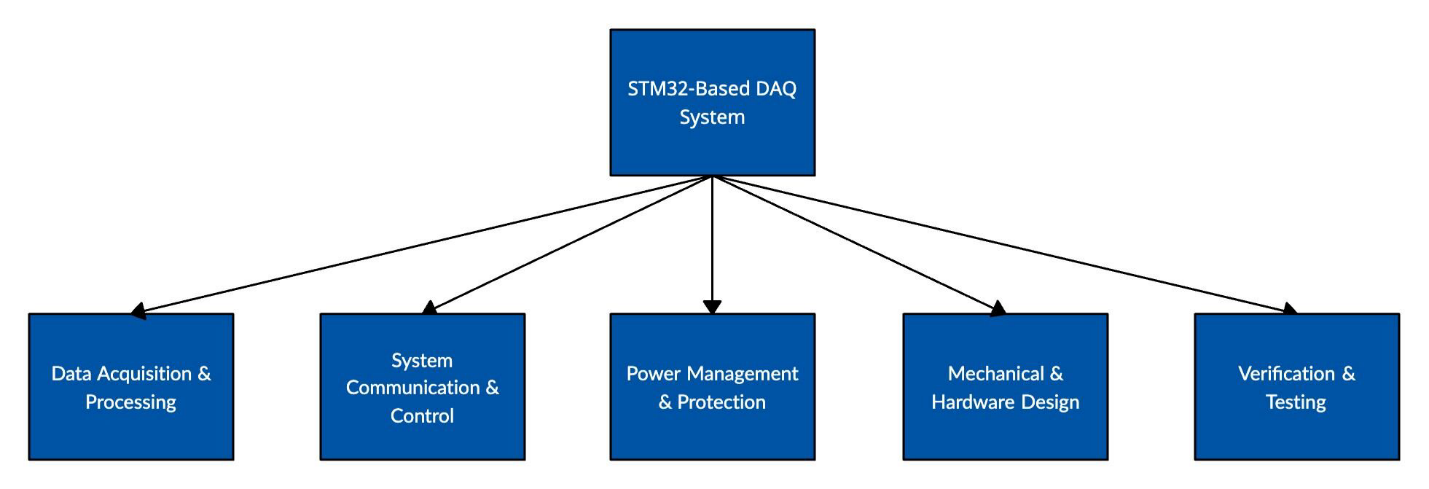 STM32-Based DAQ
System
Data Acquisition &
Processing
System
Communication &
Control
Power Management
& Protection
Mechanical &
Hardware Design
Verification &
Testing